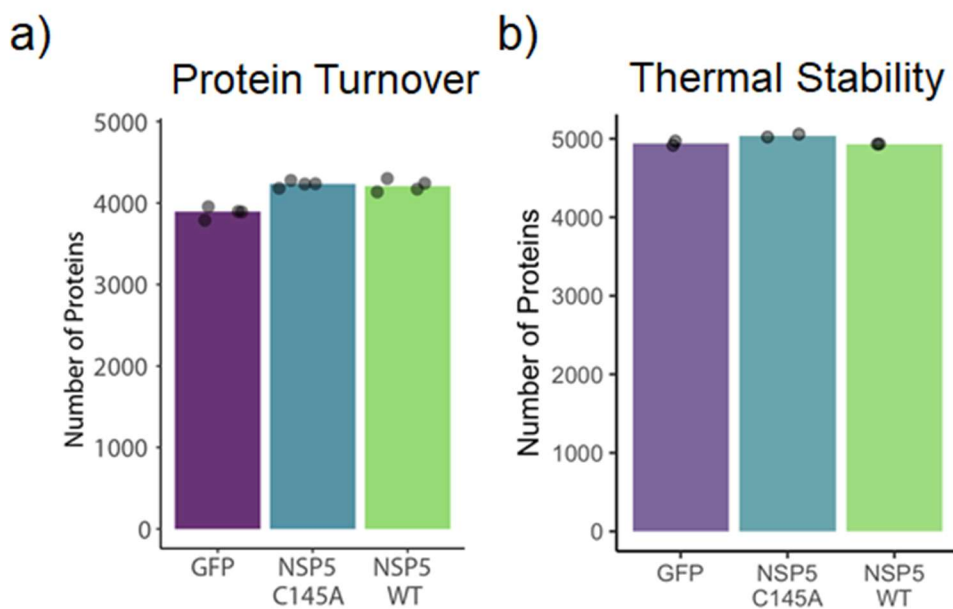 a)
Protein Turnover
Number of Proteins
5000
4000
3000
2000
1000
0
GFP
NSP5
C145A
NSP5
WT
b)
Thermal Stability
Number of Proteins
5000
4000
3000
2000
1000
0
GFP
NSP5
C145A
NSP5
WT